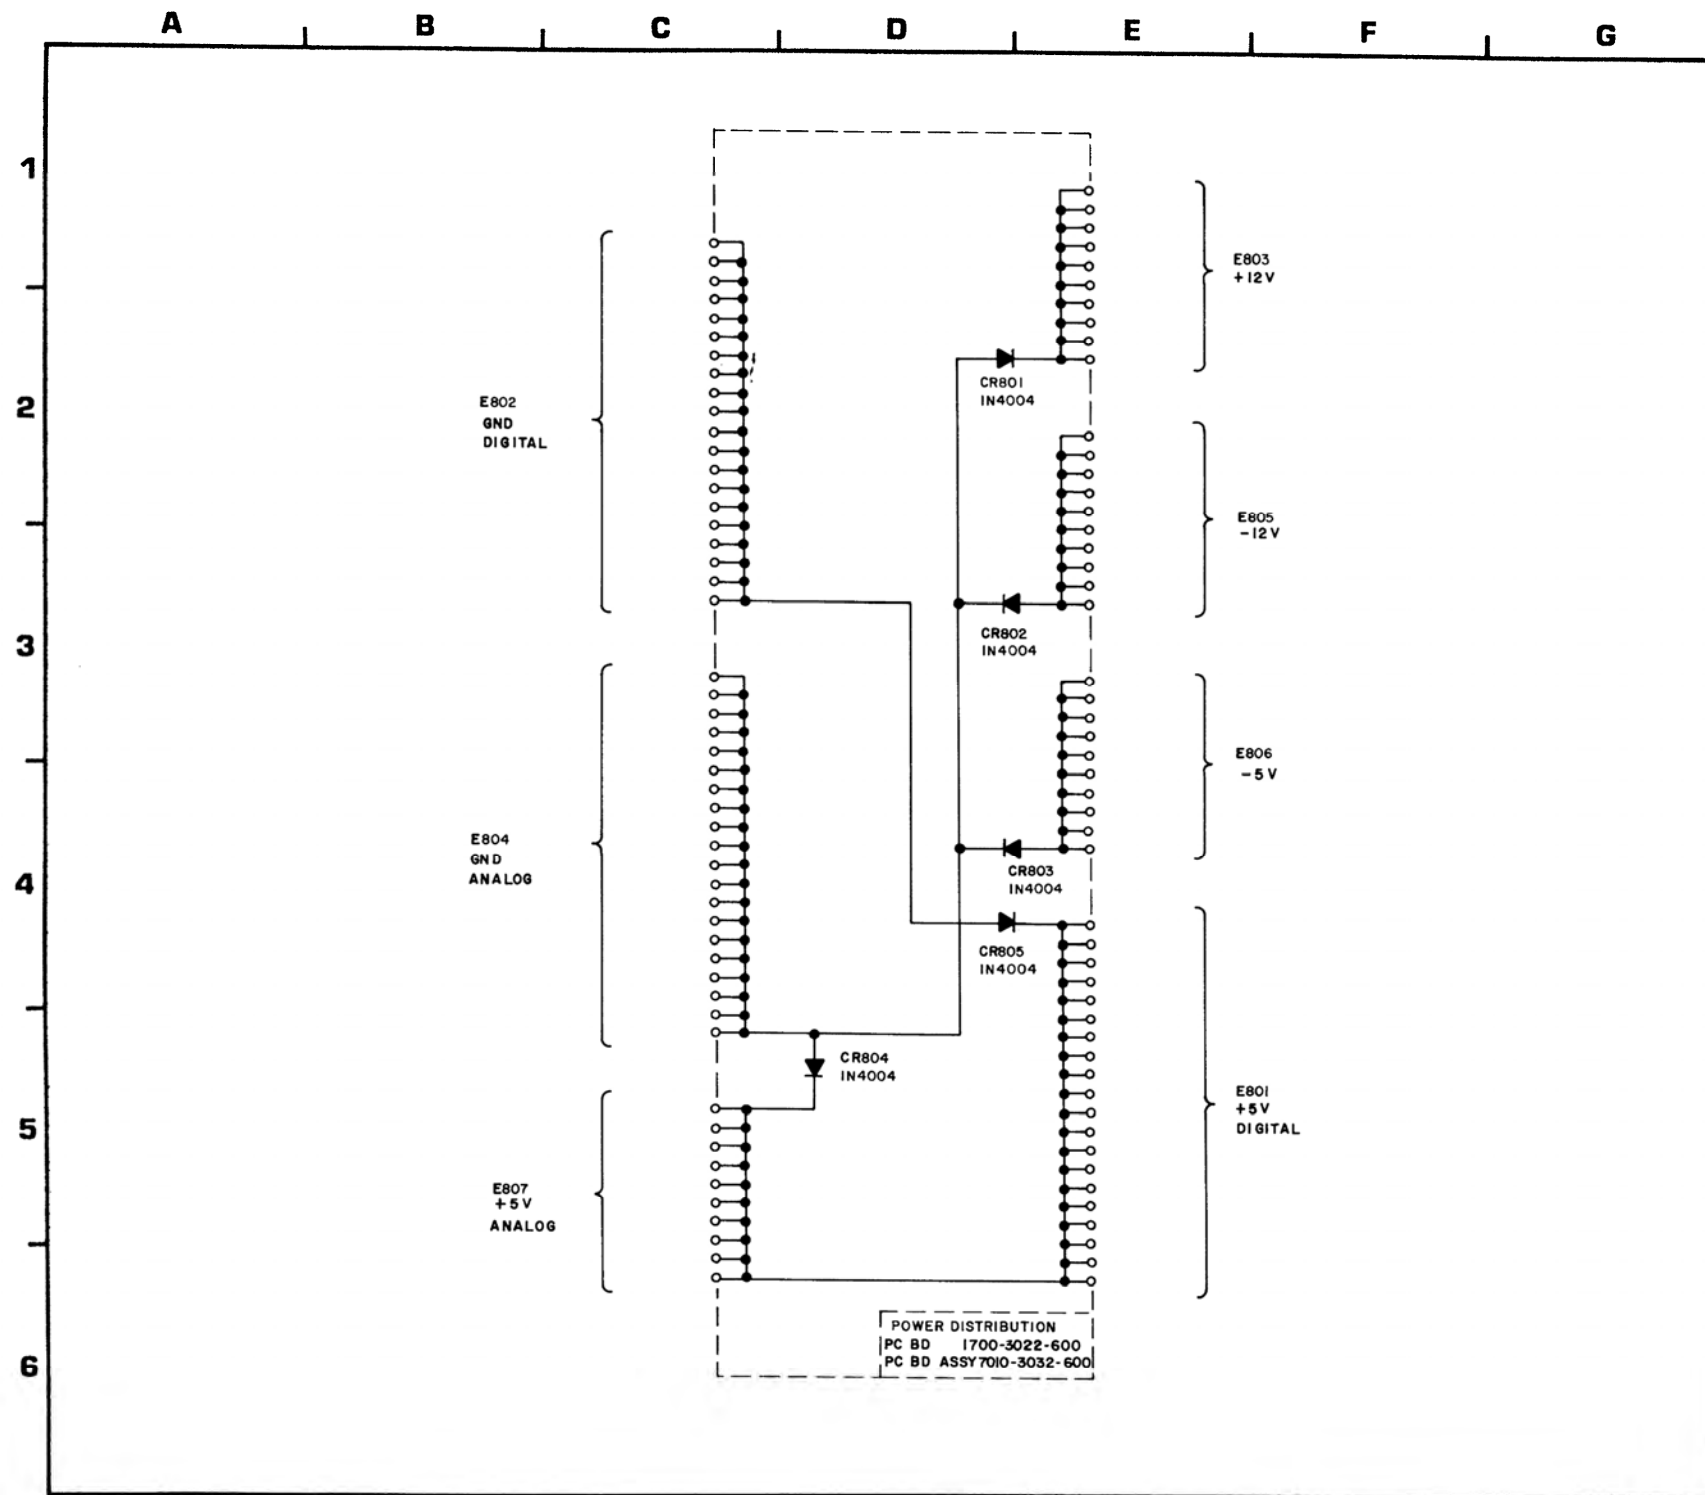 A B C D E F G
1
2
3
4
5
6
E802
GND
DIGITAL
E804
GND
ANALOG
E807
+5V
ANALOG
E803
+12V
E805
-12V
E806
-5V
E801
+5V
DIGITAL
CR801
IN4004
CR802
IN4004
CR803
IN4004
CR805
IN4004
CR804
IN4004
POWER DISTRIBUTION
PC BD 1700-3022-600
PC BD ASSY 7010-3032-600